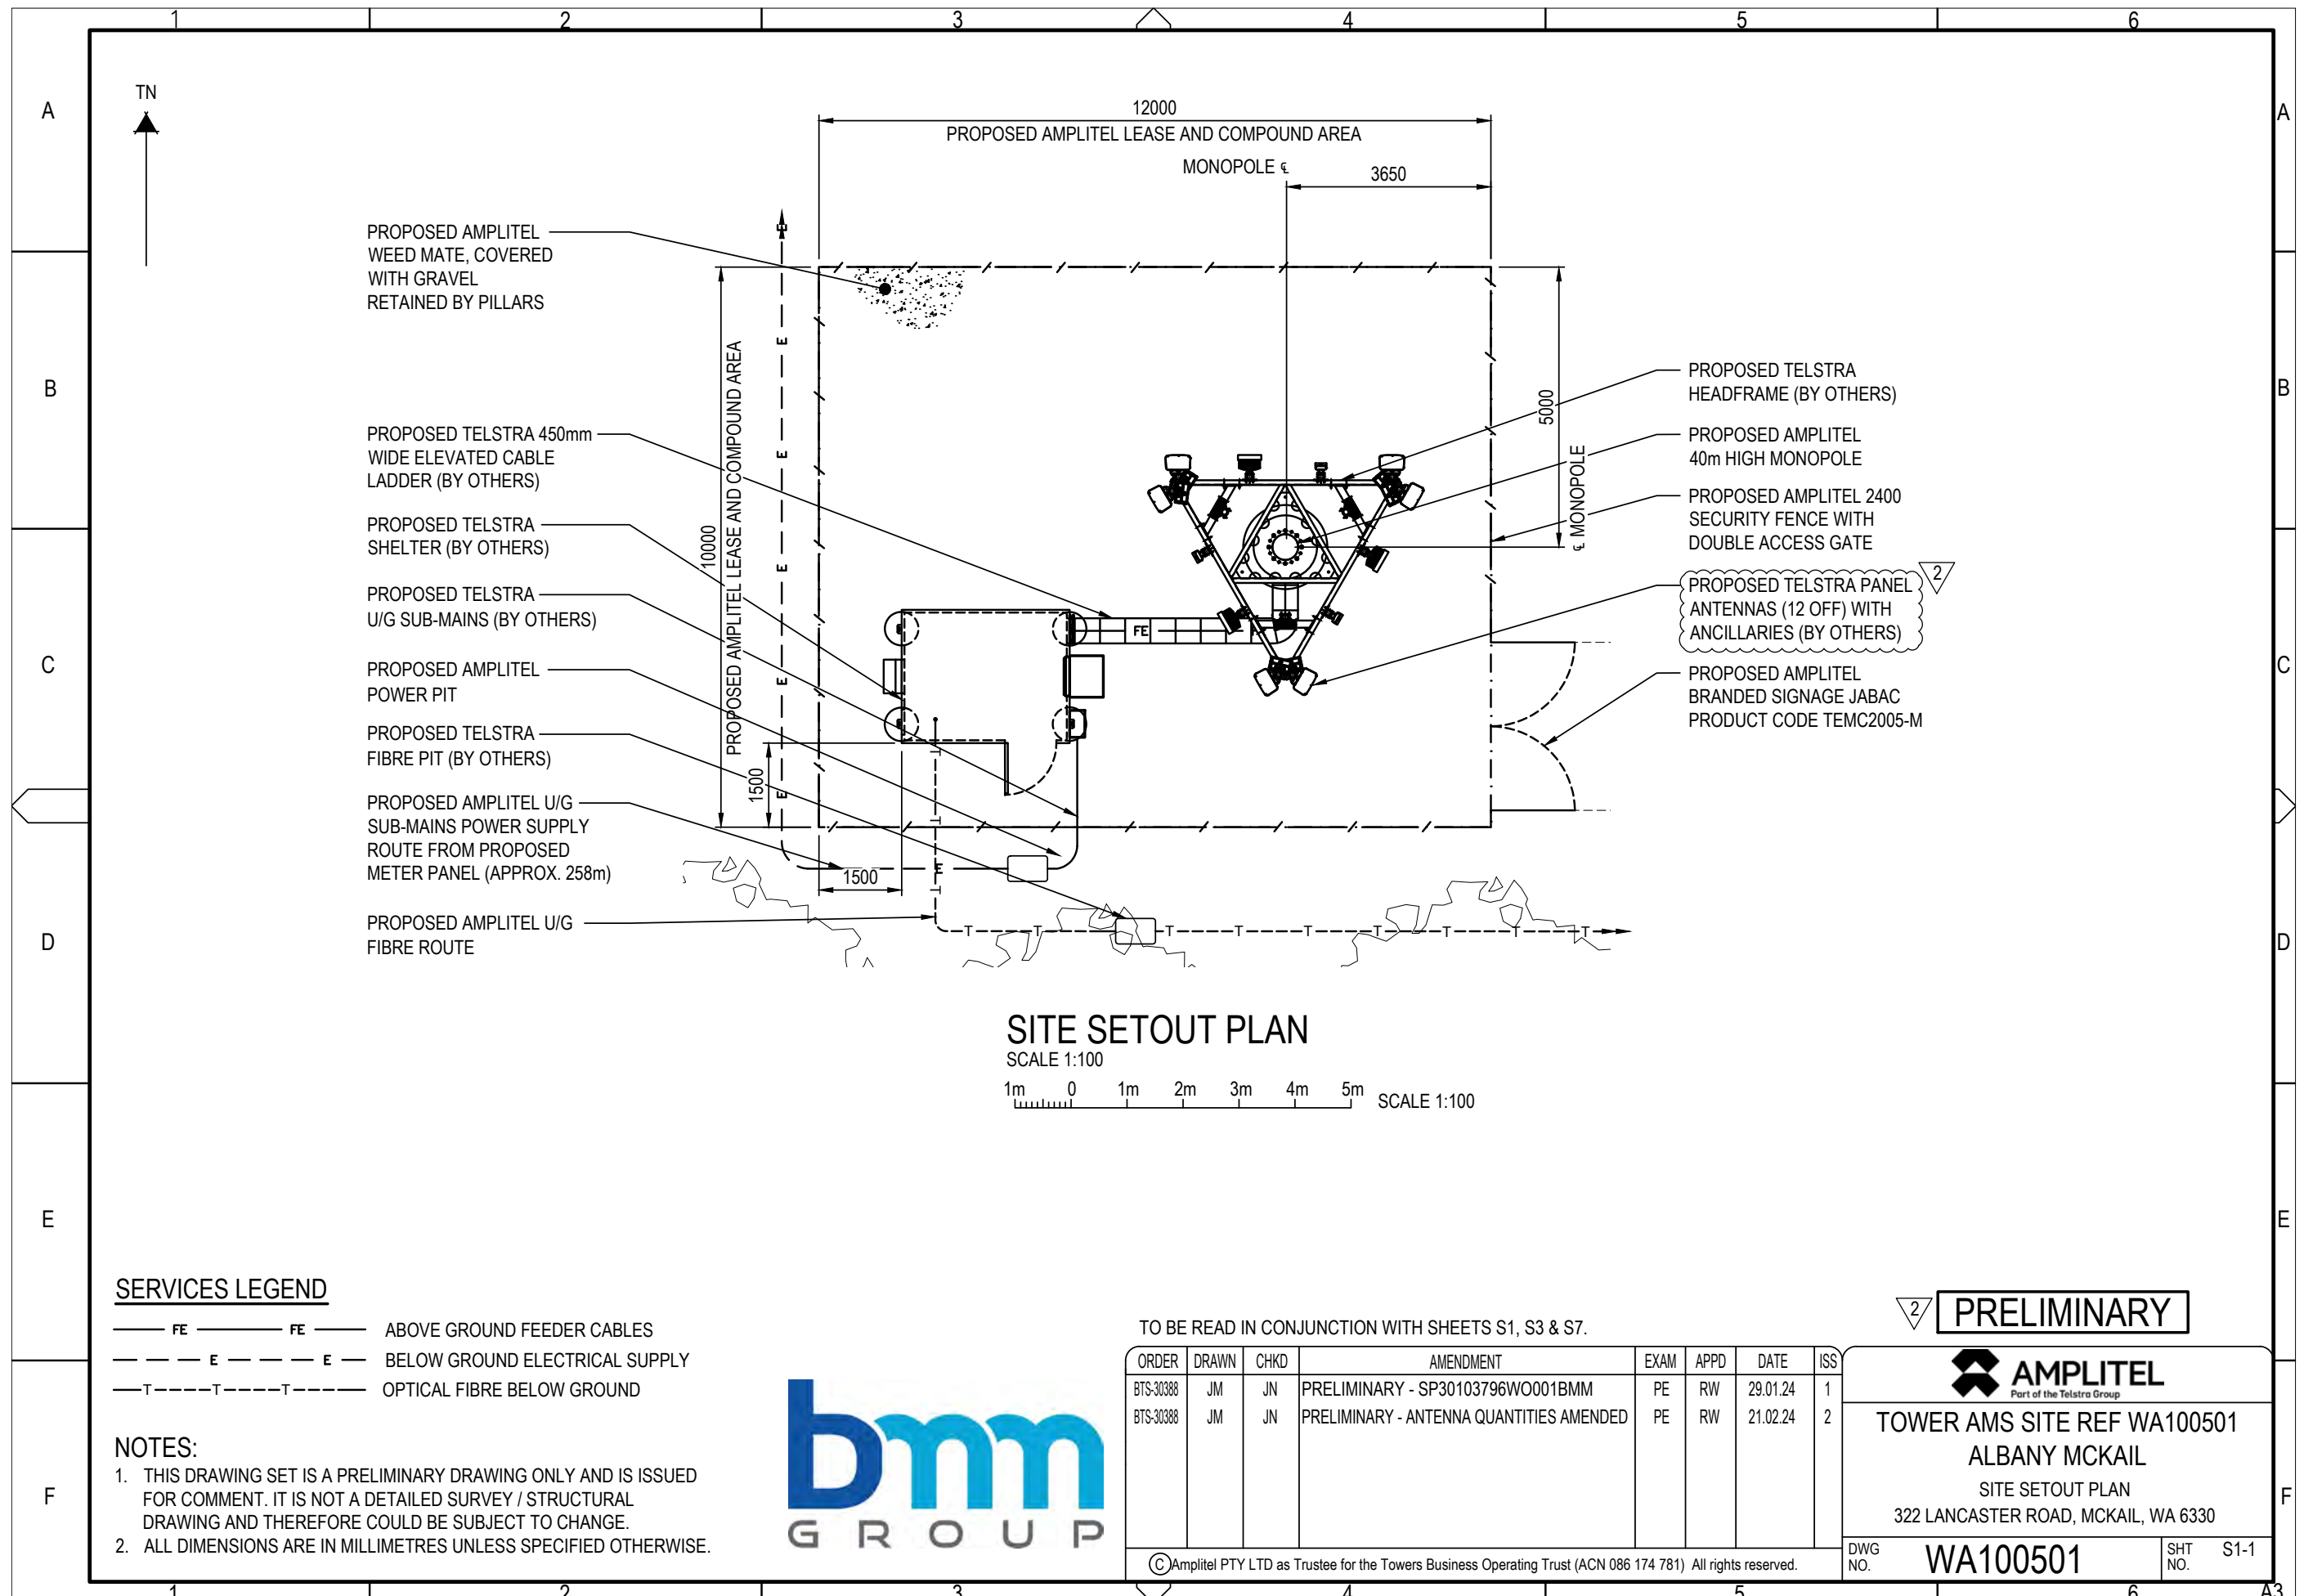 1 2 3 4 5 6
A
B
C
D
E
F
A
B
C
D
E
F
TN
12000
PROPOSED AMPLITEL LEASE AND COMPOUND AREA
MONOPOLE ℄
3650
PROPOSED AMPLITEL
WEED MATE, COVERED
WITH GRAVEL
RETAINED BY PILLARS
PROPOSED TELSTRA 450mm
WIDE ELEVATED CABLE
LADDER (BY OTHERS)
PROPOSED TELSTRA
SHELTER (BY OTHERS)
PROPOSED TELSTRA
U/G SUB-MAINS (BY OTHERS)
PROPOSED AMPLITEL
POWER PIT
PROPOSED TELSTRA
FIBRE PIT (BY OTHERS)
PROPOSED AMPLITEL U/G
SUB-MAINS POWER SUPPLY
ROUTE FROM PROPOSED
METER PANEL (APPROX. 258m)
PROPOSED AMPLITEL U/G
FIBRE ROUTE
10000
PROPOSED AMPLITEL LEASE AND COMPOUND AREA
1500
1500
E
E
E
E
E
E
E
E
FE
T
T
T
T T T T T T T T T
5000
℄ MONOPOLE
PROPOSED TELSTRA
HEADFRAME (BY OTHERS)
PROPOSED AMPLITEL
40m HIGH MONOPOLE
PROPOSED AMPLITEL 2400
SECURITY FENCE WITH
DOUBLE ACCESS GATE
PROPOSED TELSTRA PANEL
ANTENNAS (12 OFF) WITH
ANCILLARIES (BY OTHERS)
2
PROPOSED AMPLITEL
BRANDED SIGNAGE JABAC
PRODUCT CODE TEMC2005-M
SITE SETOUT PLAN
SCALE 1:100
1m 0 1m 2m 3m 4m 5m SCALE 1:100
SERVICES LEGEND
FE FE ABOVE GROUND FEEDER CABLES
E E BELOW GROUND ELECTRICAL SUPPLY
T T T OPTICAL FIBRE BELOW GROUND
NOTES:
1. THIS DRAWING SET IS A PRELIMINARY DRAWING ONLY AND IS ISSUED
FOR COMMENT. IT IS NOT A DETAILED SURVEY / STRUCTURAL
DRAWING AND THEREFORE COULD BE SUBJECT TO CHANGE.
2. ALL DIMENSIONS ARE IN MILLIMETRES UNLESS SPECIFIED OTHERWISE.
bmm
GROUP
TO BE READ IN CONJUNCTION WITH SHEETS S1, S3 & S7.
2 PRELIMINARY
ORDER DRAWN CHKD AMENDMENT EXAM APPD DATE ISS
BTS-30388 JM JN PRELIMINARY - SP30103796WO001BMM PE RW 29.01.24 1
BTS-30388 JM JN PRELIMINARY - ANTENNA QUANTITIES AMENDED PE RW 21.02.24 2
© Amplitel PTY LTD as Trustee for the Towers Business Operating Trust (ACN 086 174 781) All rights reserved.
AMPLITEL
Part of the Telstra Group
TOWER AMS SITE REF WA100501
ALBANY MCKAIL
SITE SETOUT PLAN
322 LANCASTER ROAD, MCKAIL, WA 6330
DWG NO. WA100501 SHT NO. S1-1
1 2 3 4 5 6 A3